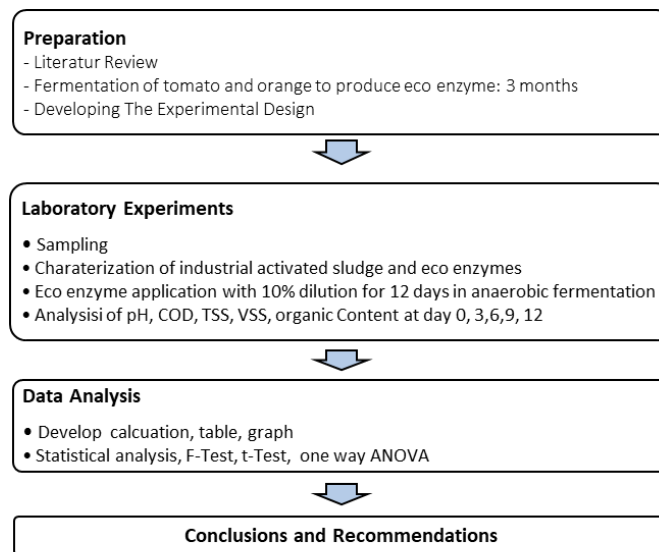 Preparation
- Literatur Review
- Fermentation of tomato and orange to produce eco enzyme: 3 months
- Developing The Experimental Design
Laboratory Experiments
• Sampling
• Charaterization of industrial activated sludge and eco enzymes
• Eco enzyme application with 10% dilution for 12 days in anaerobic fermentation
• Analysisi of pH, COD, TSS, VSS, organic Content at day 0, 3,6,9, 12
Data Analysis
• Develop calcuation, table, graph
• Statistical analysis, F-Test, t-Test, one way ANOVA
Conclusions and Recommendations